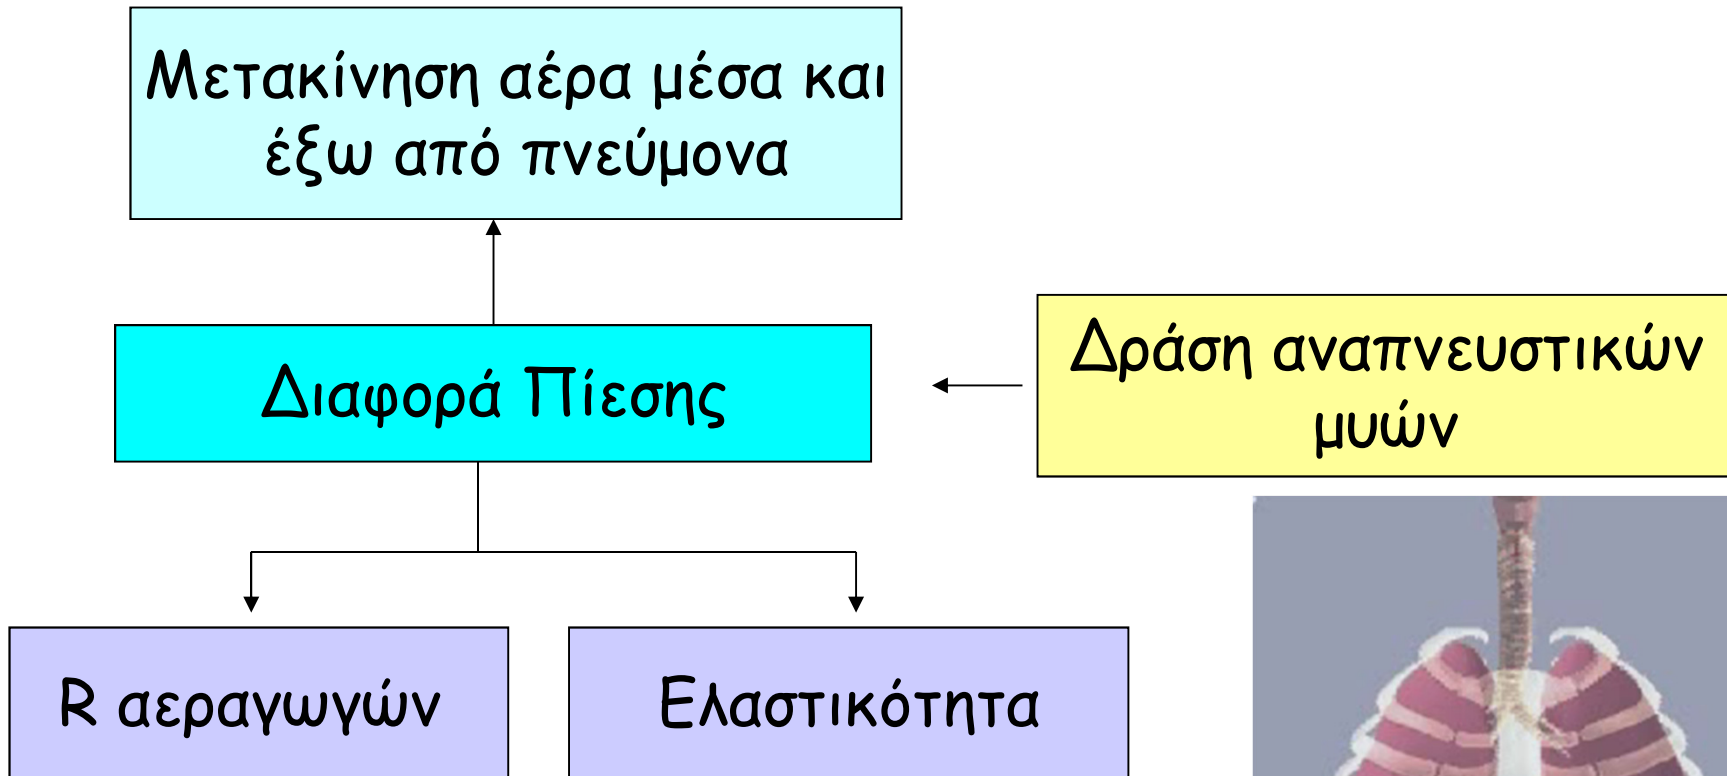 Μετακίνηση αέρα μέσα και
έξω από πνεύμονα
Διαφορά Πίεσης
Δράση αναπνευστικών
μυών
R αεραγωγών
Ελαστικότητα